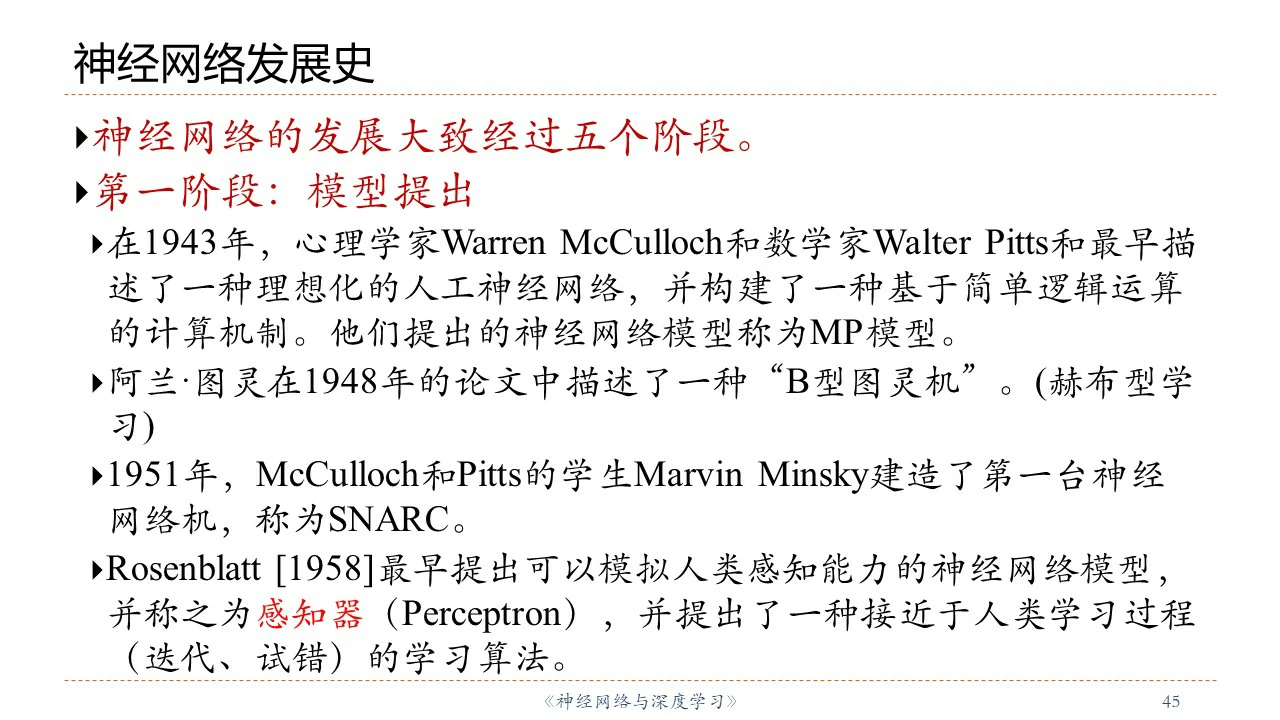 神经网络发展史
神经网络的发展大致经过五个阶段。
第一阶段：模型提出
在1943年，心理学家Warren McCulloch和数学家Walter Pitts和最早描
述了一种理想化的人工神经网络，并构建了一种基于简单逻辑运算
的计算机制。他们提出的神经网络模型称为MP模型。
阿兰·图灵在1948年的论文中描述了一种“B型图灵机”。(赫布型学
习)
1951年，McCulloch和Pitts的学生Marvin Minsky建造了第一台神经
网络机，称为SNARC。
Rosenblatt [1958]最早提出可以模拟人类感知能力的神经网络模型，
并称之为感知器（Perceptron），并提出了一种接近于人类学习过程
（迭代、试错）的学习算法。
《神经网络与深度学习》
45